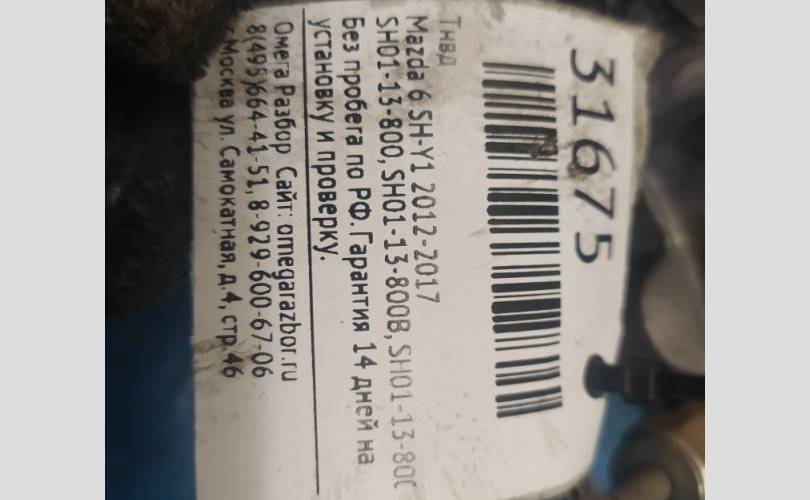 31675
Тнвд
Mazda 6 SH-Y1 2012-2017
SH01-13-800, SH01-13-800B, SH01-13-80
Без пробега по РФ. Гарантия 14 дней на
установку и проверку.
Омега Разбор Сайт: omegarazbor.ru
8(495)664-41-51, 8-929-600-67-06
г Москва ул. Самокатная, д.4, стр.46